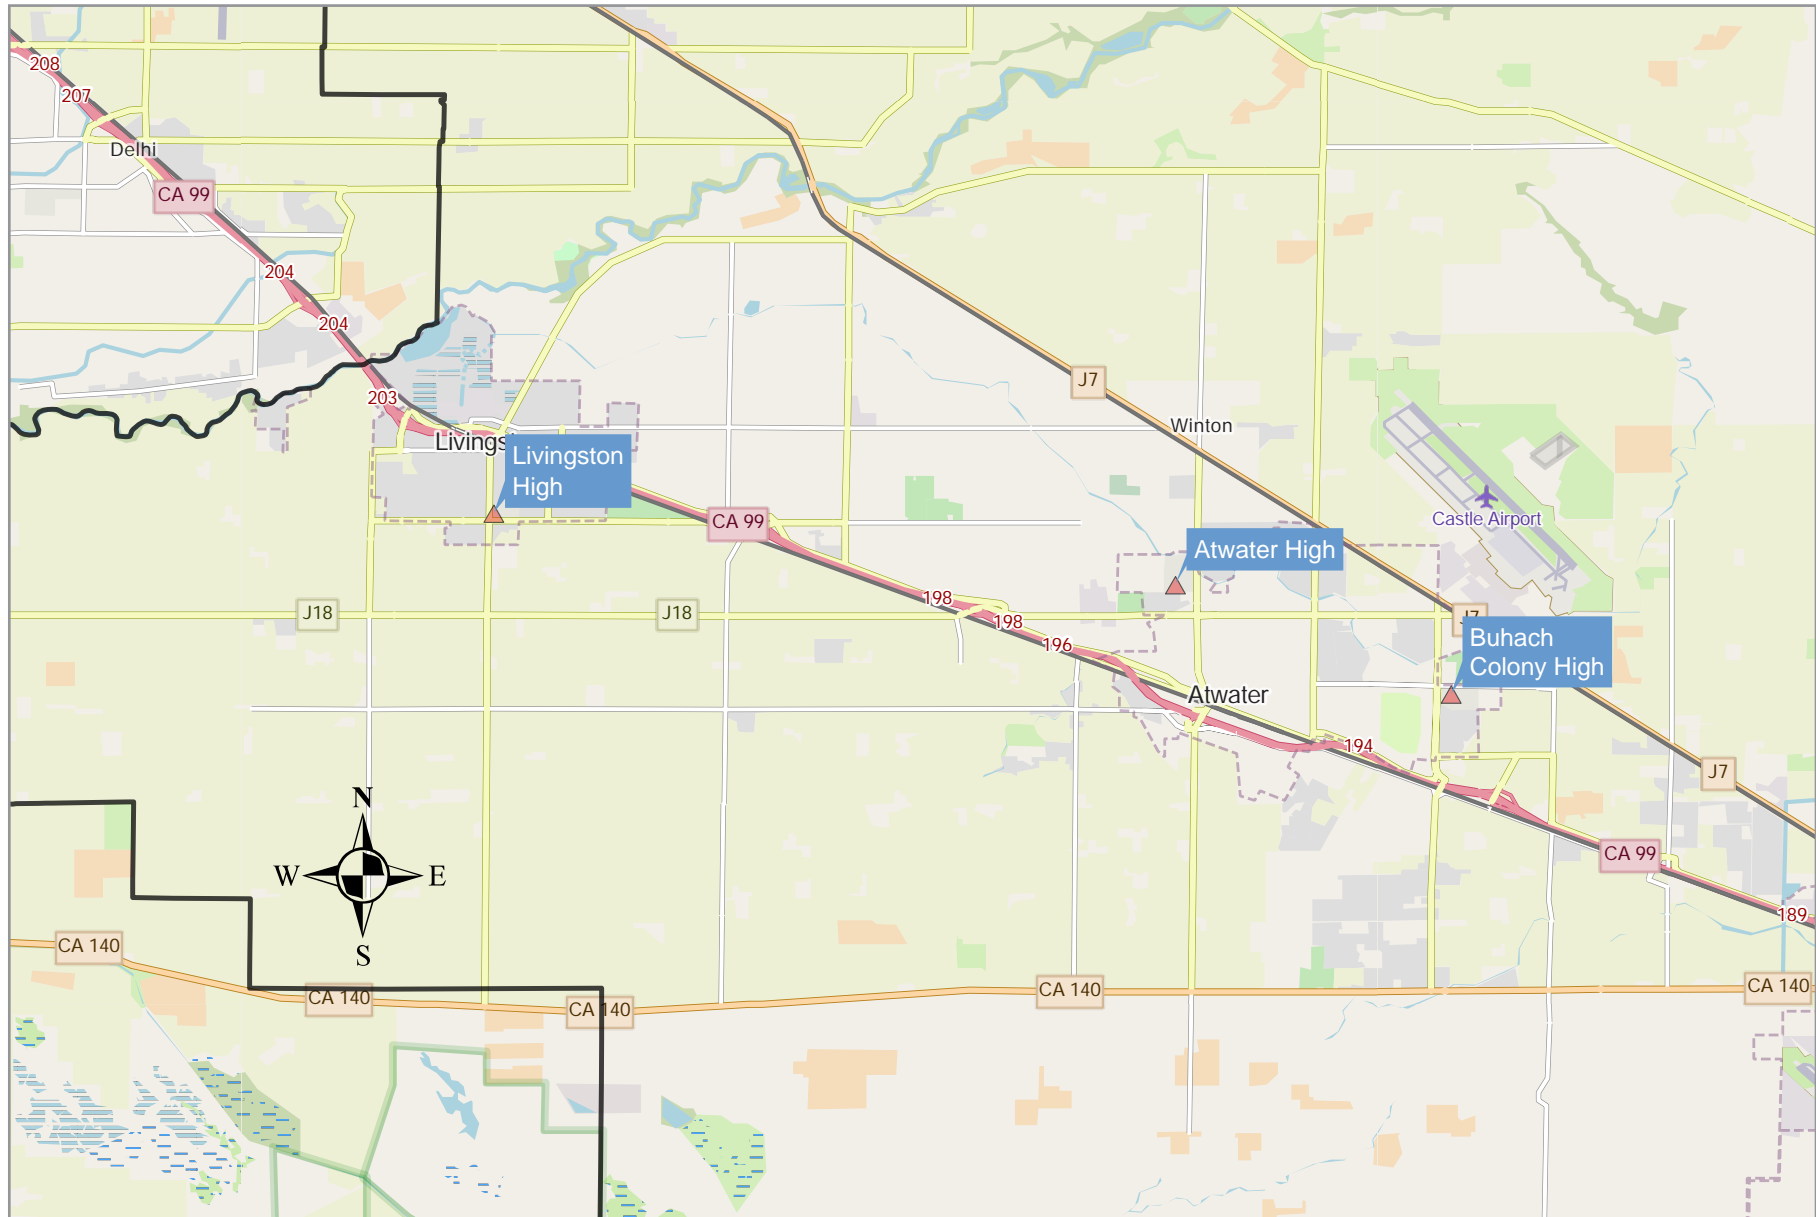 208
207
Delhi
CA 99
204
204
203
J7
Winton
Livings
Livingston
High
CA 99
Castle Airport
Atwater High
198
J18
J18
198
J7
196
Buhach
Colony High
Atwater
194
J7
N
W
E
S
CA 99
189
CA 140
CA 140
CA 140
CA 140
CA 140